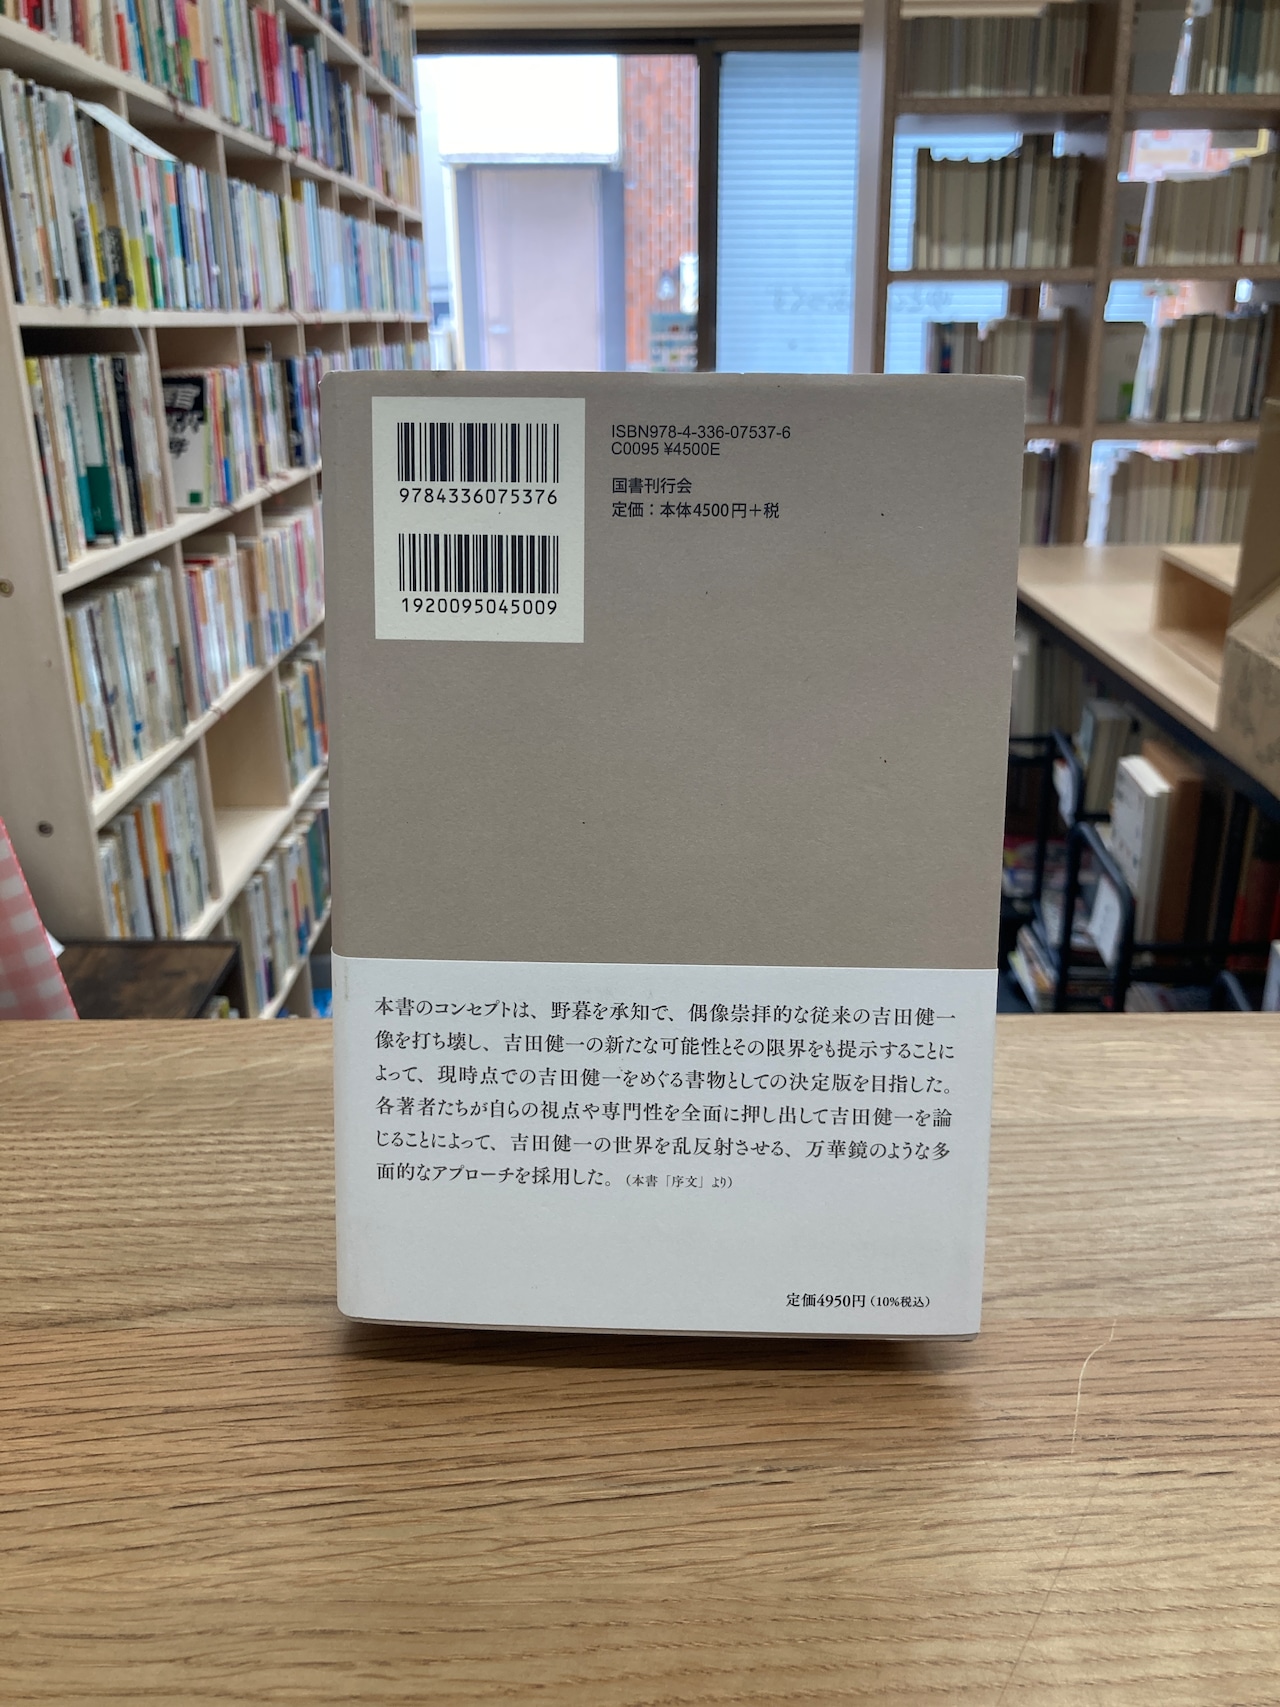 9784336075376
1920095045009
ISBN978-4-336-07537-6
C0095 ¥4500E
国書刊行会
定価：本体4500円+税
本書のコンセプトは、野暮を承知で、偶像崇拝的な従来の吉田健一
像を打ち壊し、吉田健一の新たな可能性とその限界をも提示することに
よって、現時点での吉田健一をめぐる書物としての決定版を目指した。
各著者たちが自らの視点や専門性を全面に押し出して吉田健一を論
じることによって、吉田健一の世界を乱反射させる、万華鏡のような多
面的なアプローチを採用した。（本書「序文」より）
定価4950円（10%税込）